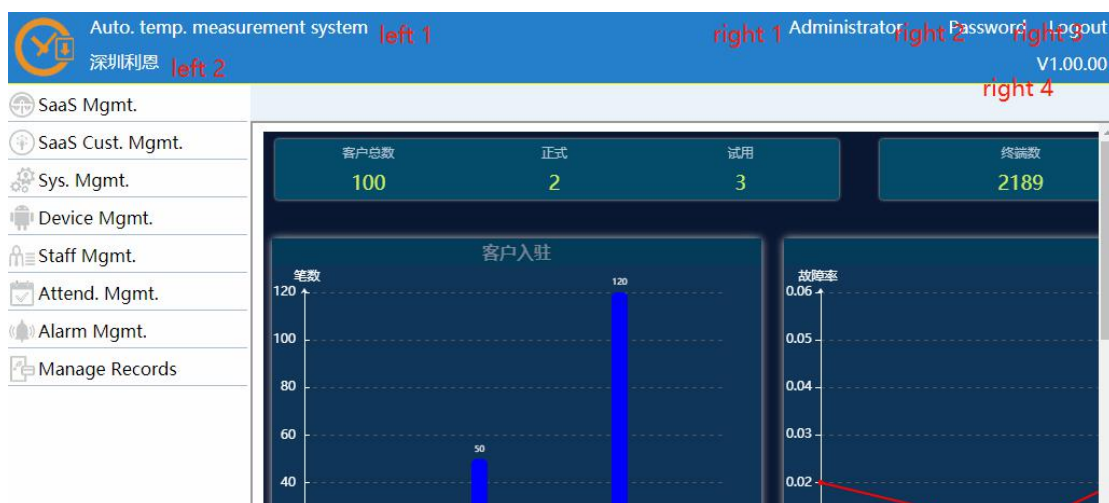 Auto. temp. measurement system left 1
right 1 Administrator right 2 Password right 3 Logout
深圳利恩 left 2
V1.00.00
right 4
SaaS Mgmt.
SaaS Cust. Mgmt.
Sys. Mgmt.
Device Mgmt.
Staff Mgmt.
Attend. Mgmt.
Alarm Mgmt.
Manage Records
客户总数 正式 试用 终端数
100 2 3 2189
客户入驻
笔数
120
120
100
80
60
50
40
故障率
0.06
0.05
0.04
0.03
0.02